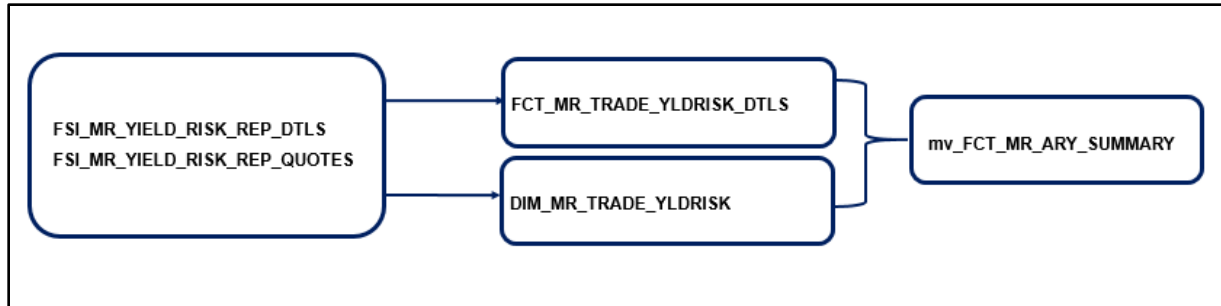 FSI_MR_YIELD_RISK_REP_DTLS
FSI_MR_YIELD_RISK_REP_QUOTES
FCT_MR_TRADE_YLDRISK_DTLS
DIM_MR_TRADE_YLDRISK
mv_FCT_MR_ARY_SUMMARY